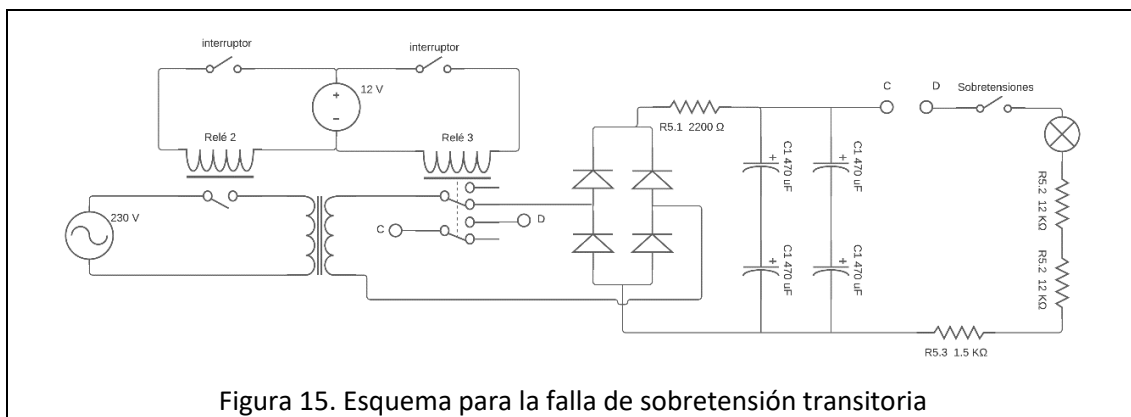 interruptor
interruptor
+
12 V
−
Relé 2
Relé 3
230 V
C
D
R5.1 2200 Ω
C1 470 uF
+
C1 470 uF
+
C1 470 uF
+
C1 470 uF
+
C
D
Sobretensiones
R5.2 12 KΩ
R5.2 12 KΩ
R5.3 1.5 KΩ
Figura 15. Esquema para la falla de sobretensión transitoria